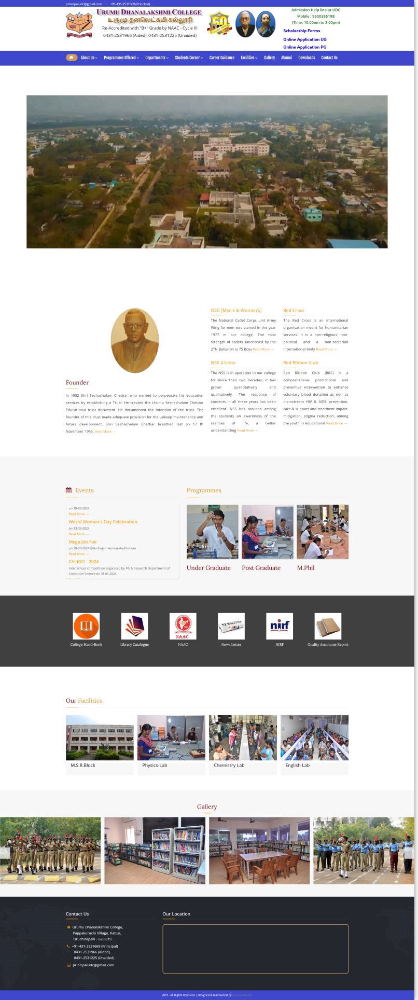 principaludc@gmail.com | +91-431-2531669 (Principal)
URUMU DHANALAKSHMI COLLEGE
உருமு தனலெட்சுமி கல்லூரி
Re-Accredited with "B+" Grade by NAAC - Cycle III
0431-2531966 (Aided), 0431-2531225 (Unaided)
50
Admission Help line at UDC
Mobile : 9600385198
(Time: 10.00am to 3.00pm)
Scholarship Forms
Online Application UG
Online Application PG
About Us Programmes Offered Departments Students Corner Career Guidance Facilities Gallery Alumni Downloads Contact Us
Founder
In 1952 Shri Seshachalam Chettiar who wanted to perpetuate his education
services by establishing a Trust. He created the Urumu Seshachalam Chettiar
Educational trust document. He documented the intention of the trust. The
founder of this trust made adequate provision for the upkeep maintenance and
future development. Shri Seshachalam Chettiar breathed last on 17 th
November 1953. Read More →
NCC (Men's & Women's)
The National Cadet Corps unit Army
Wing for men was started in the year
1977 in our college. The total
strength of cadets sanctioned by the
2TN Battalion is 75 Boys Read More →
Red Cross
The Red Cross is an international
organisation meant for humanitarian
services. It is a non-religious, non-
political and a non-sectarian
international body Read More →
NSS 4 Units
The NSS is in operation in our college
for more than two decades, it has
grown quantitatively and
qualitatively. The response of
students in all these years has been
excellent. NSS has aroused among
the students an awareness of the
realities of life, a better
understanding Read More →
Red Ribbon Club
Red Ribbon Club (RRC) is a
comprehensive promotional and
preventive intervention to enhance
voluntary blood donation as well as
mainstream HIV & AIDS prevention,
care & support and treatment impact,
mitigation, stigma reduction, among
the youth in educational Read More →
Events
on 19-03-2024
Read More →
World Women's Day Celebration
on 13-03-2024
Read More →
Mega Job Fair
on 28-03-2024 @Ambujam Ammal Auditorium
Read More →
CALIGO - 2024
Inter school competition organized by PG & Research Department of
Computer Science on 31.01.2024.
Programmes
Under Graduate
Post Graduate
M.Phil
NAAC
NEWSLETTER
nirf
College Hand-Book
Library Catalogue
NAAC
News Letter
NIRF
Quality Assurance Report
Our Facilities
M.S.R.Block
Physics-Lab
Chemistry Lab
English Lab
Gallery
Contact Us
Urumu Dhanalakshmi College,
Pappakuruchi Village, Kattur,
Tiruchirapalli - 620 019.
+91-431-2531669 (Principal)
0431-2531966 (Aided),
0431-2531225 (Unaided)
principaludc@gmail.com
Our Location
2019 . All Rights Reserved | Designed & Maintained By